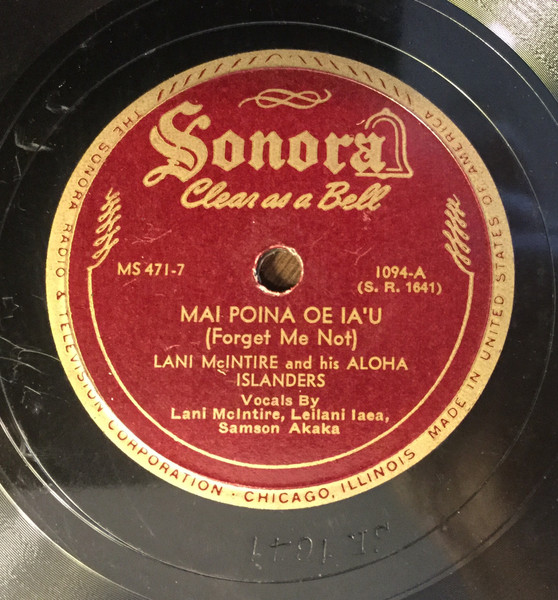 Sonora
Clear as a Bell
MS 471-7
1094-A
(S. R. 1641)
MAI POINA OE IA'U
(Forget Me Not)
LANI McINTIRE and his ALOHA
ISLANDERS
Vocals By
Lani McIntire, Leilani Iaea,
Samson Akaka
THE SONORA RADIO & TELEVISION CORPORATION · CHICAGO, ILLINOIS
MADE IN UNITED STATES OF AMERICA
SR 1641